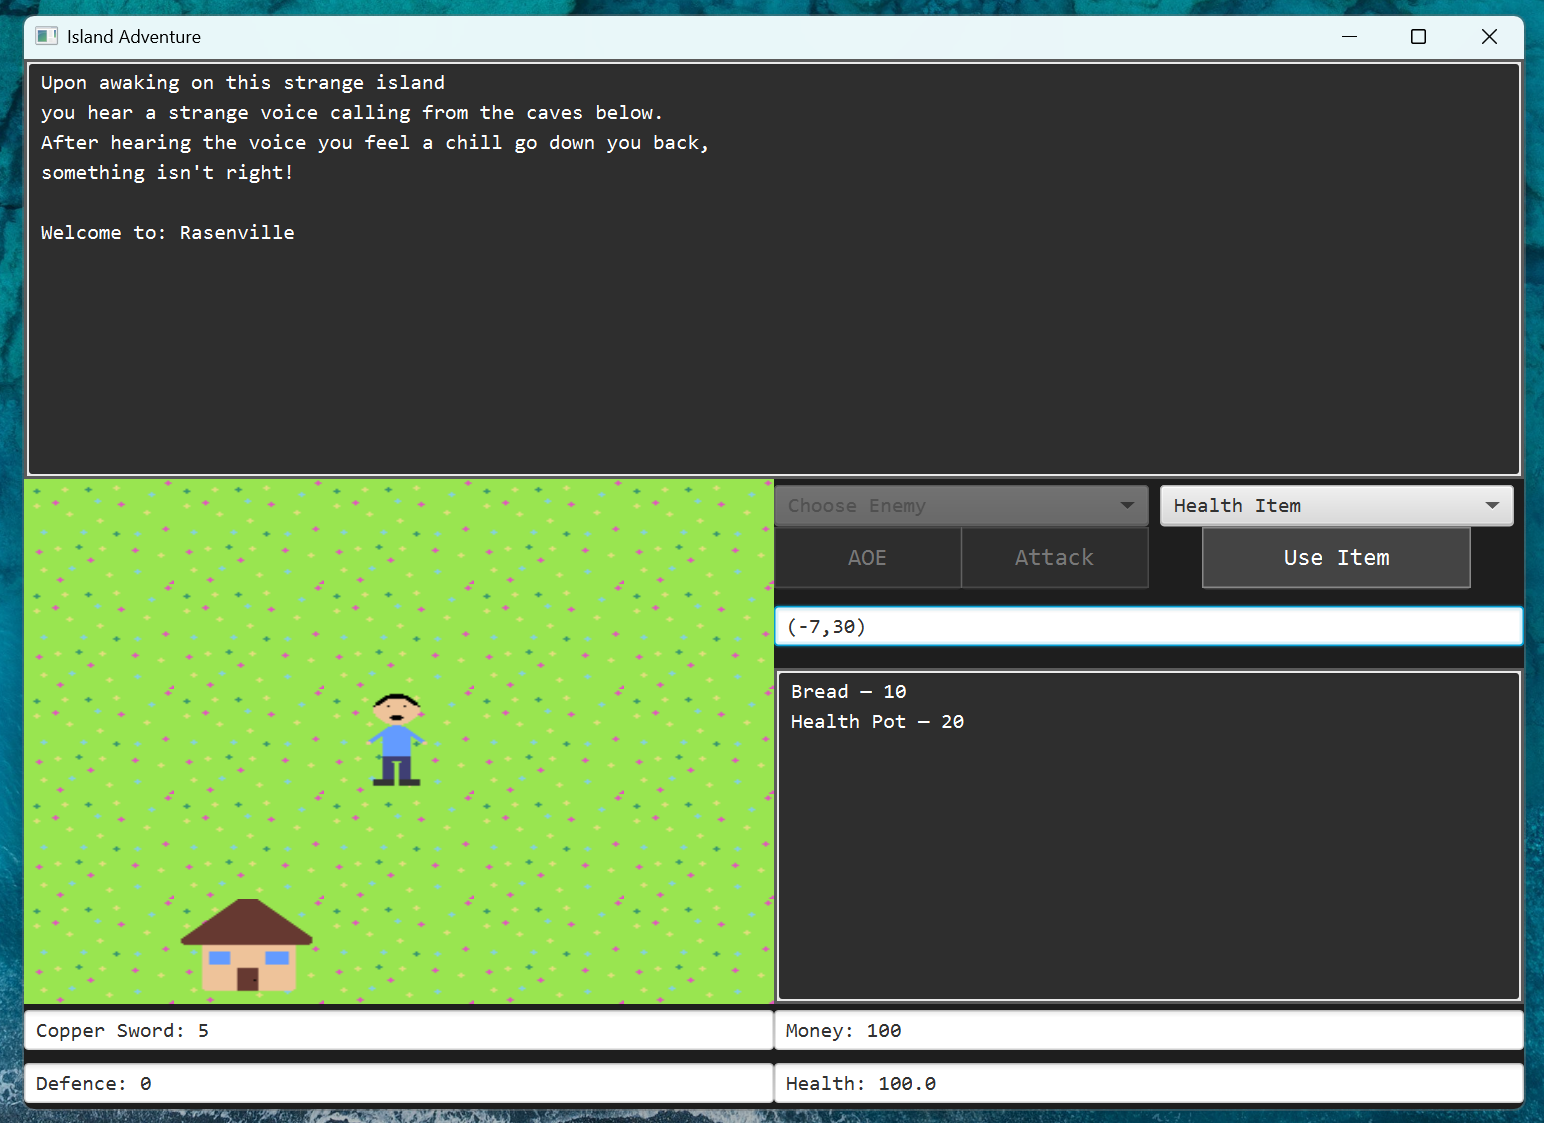 Island Adventure
Upon awaking on this strange island
you hear a strange voice calling from the caves below.
After hearing the voice you feel a chill go down you back,
something isn't right!
Welcome to: Rasenville
Choose Enemy
Health Item
AOE
Attack
Use Item
(-7,30)
Bread – 10
Health Pot – 20
Copper Sword: 5
Money: 100
Defence: 0
Health: 100.0